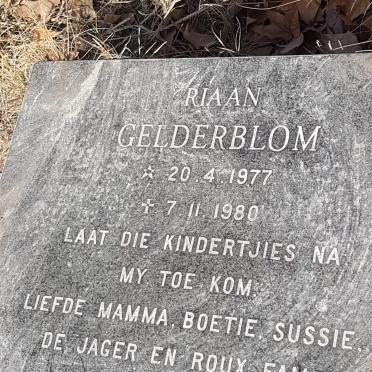 RIAAN
GELDERBLOM
☆ 20.4.1977
✝ 7.11.1980
LAAT DIE KINDERTJIES NA
MY TOE KOM.
LIEFDE MAMMA, BOETIE, SUSSIE,
DE JAGER EN ROUX FAM